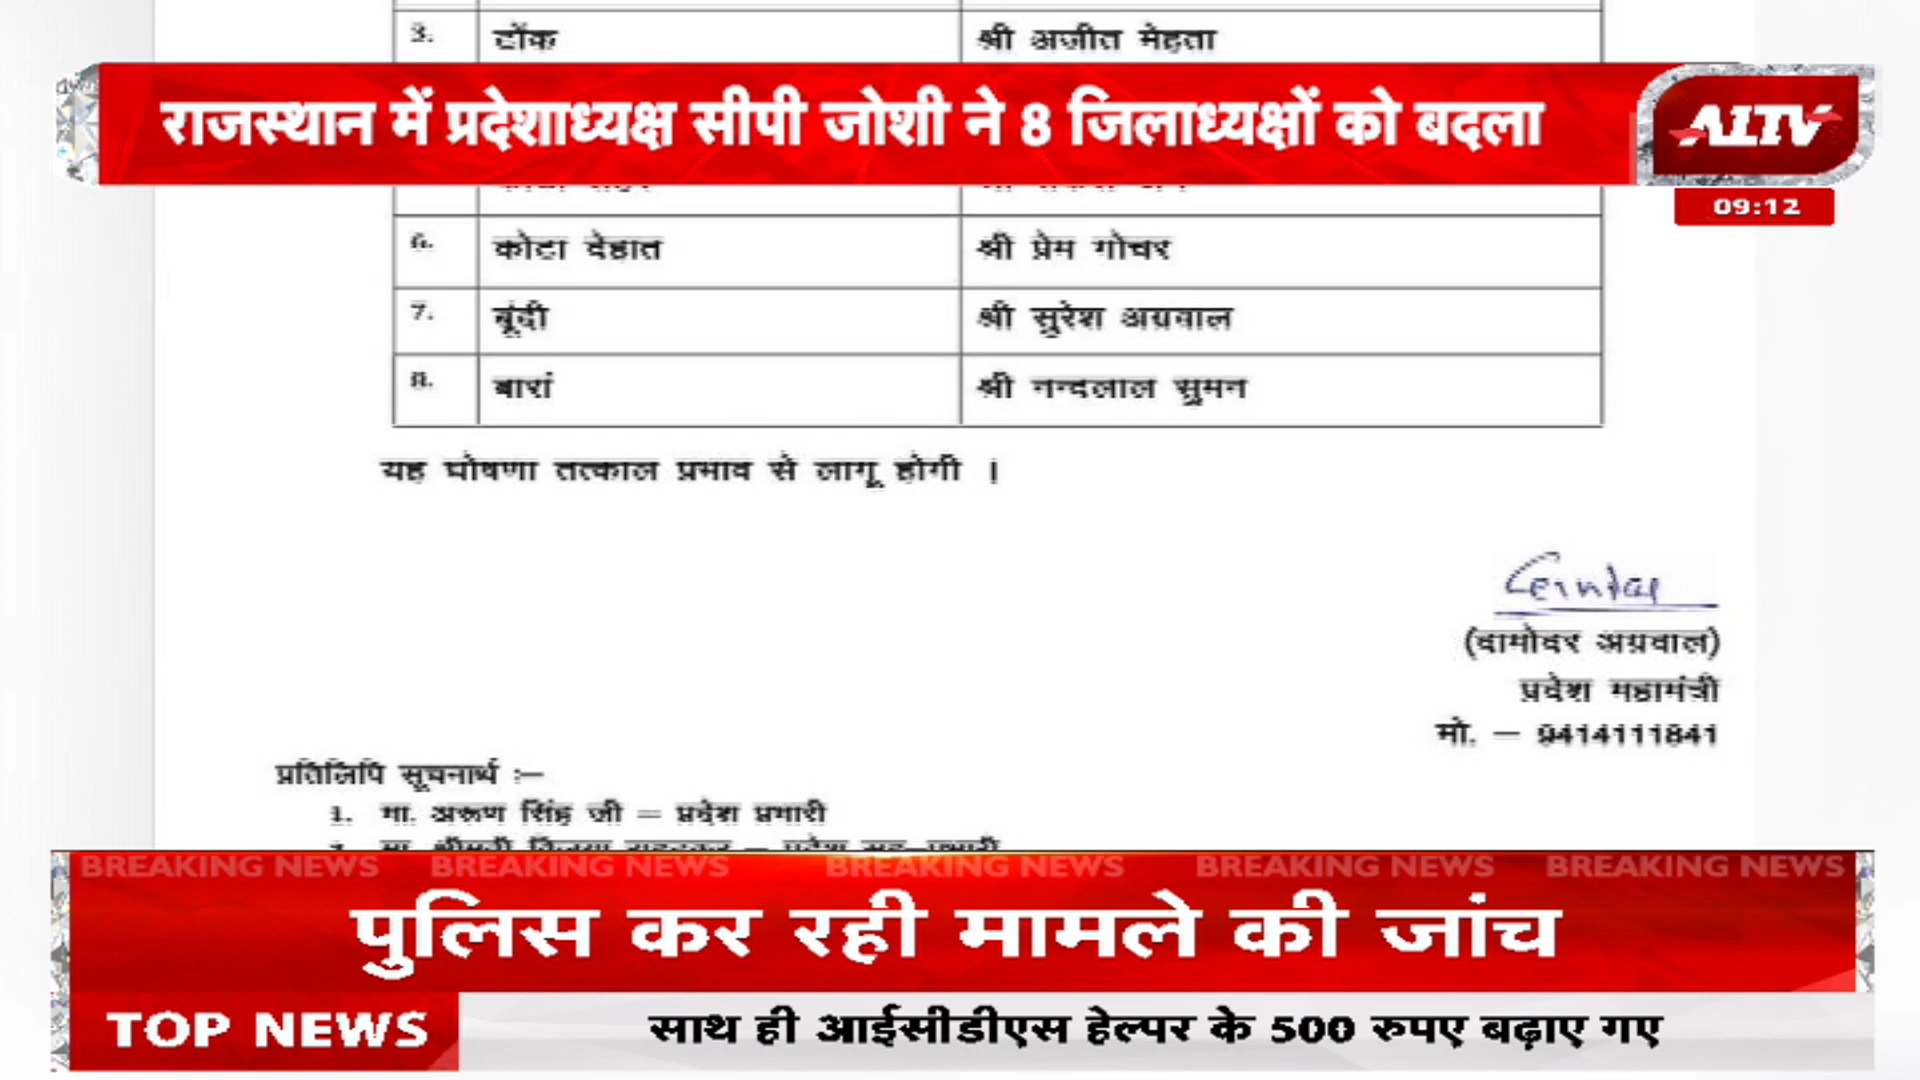 3. टोंक श्री अजीत मेहता
राजस्थान में प्रदेशाध्यक्ष सीपी जोशी ने 8 जिलाध्यक्षों को बदला
ALTV
09:12
6. कोटा देहात श्री प्रेम गोचर
7. बूंदी श्री सुरेश अग्रवाल
8. बारां श्री नन्दलाल सुमन
यह घोषणा तत्काल प्रभाव से लागू होगी ।
(दामोदर अग्रवाल)
प्रदेश महामंत्री
मो. – 9414111841
प्रतिलिपि सूचनार्थ :–
1. मा. अरूण सिंह जी – प्रदेश प्रभारी
BREAKING NEWS BREAKING NEWS BREAKING NEWS BREAKING NEWS BREAKING NEWS
पुलिस कर रही मामले की जांच
TOP NEWS साथ ही आईसीडीएस हेल्पर के 500 रुपए बढ़ाए गए